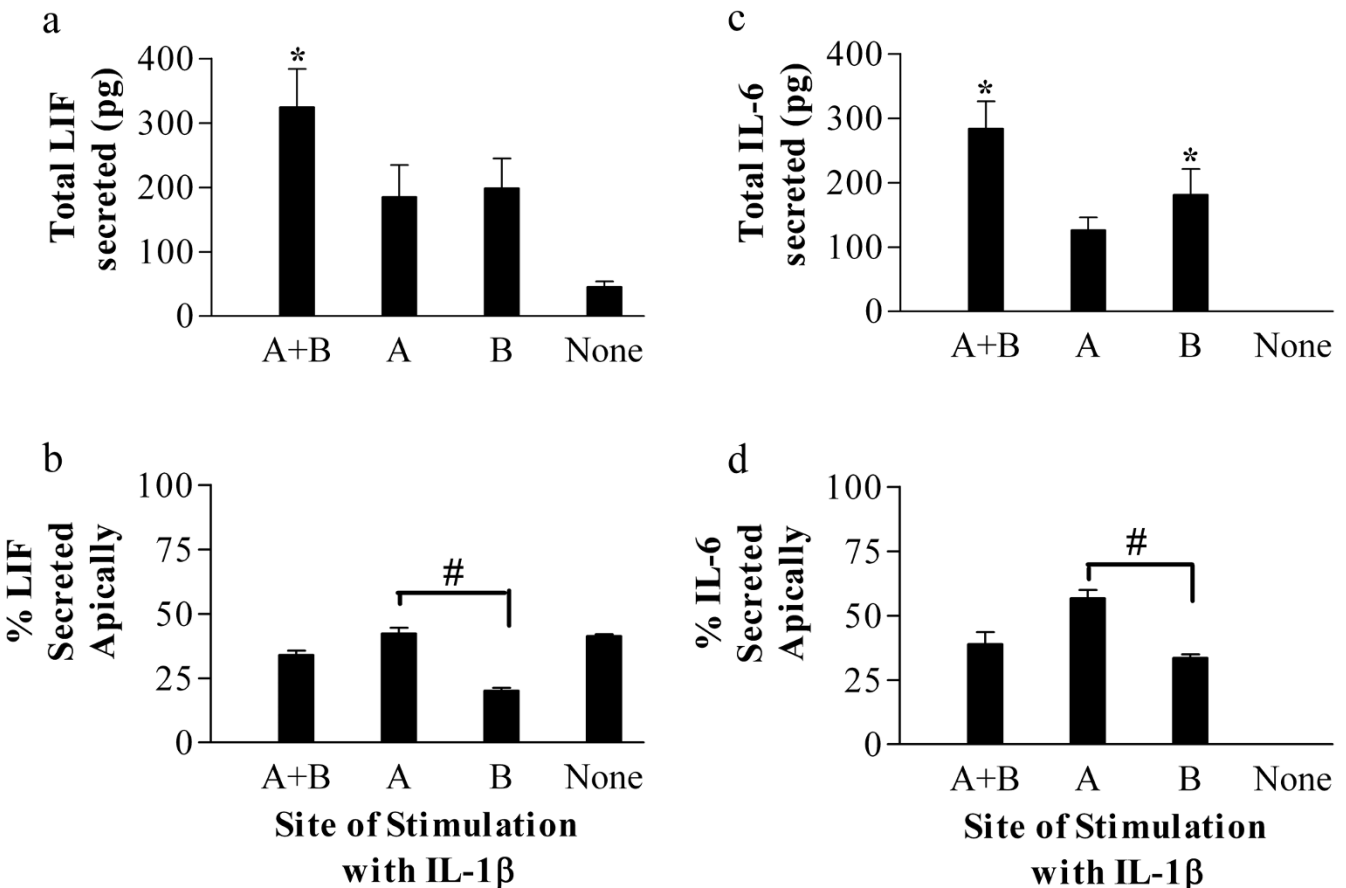 a
Total LIF
secreted (pg)
400
300
200
100
0
*
A+B A B None
c
Total IL-6
secreted (pg)
400
300
200
100
0
* *
A+B A B None
b
% LIF
Secreted
Apically
100
75
50
25
0
#
A+B A B None
Site of Stimulation
with IL-1β
d
% IL-6
Secreted
Apically
100
75
50
25
0
#
A+B A B None
Site of Stimulation
with IL-1β